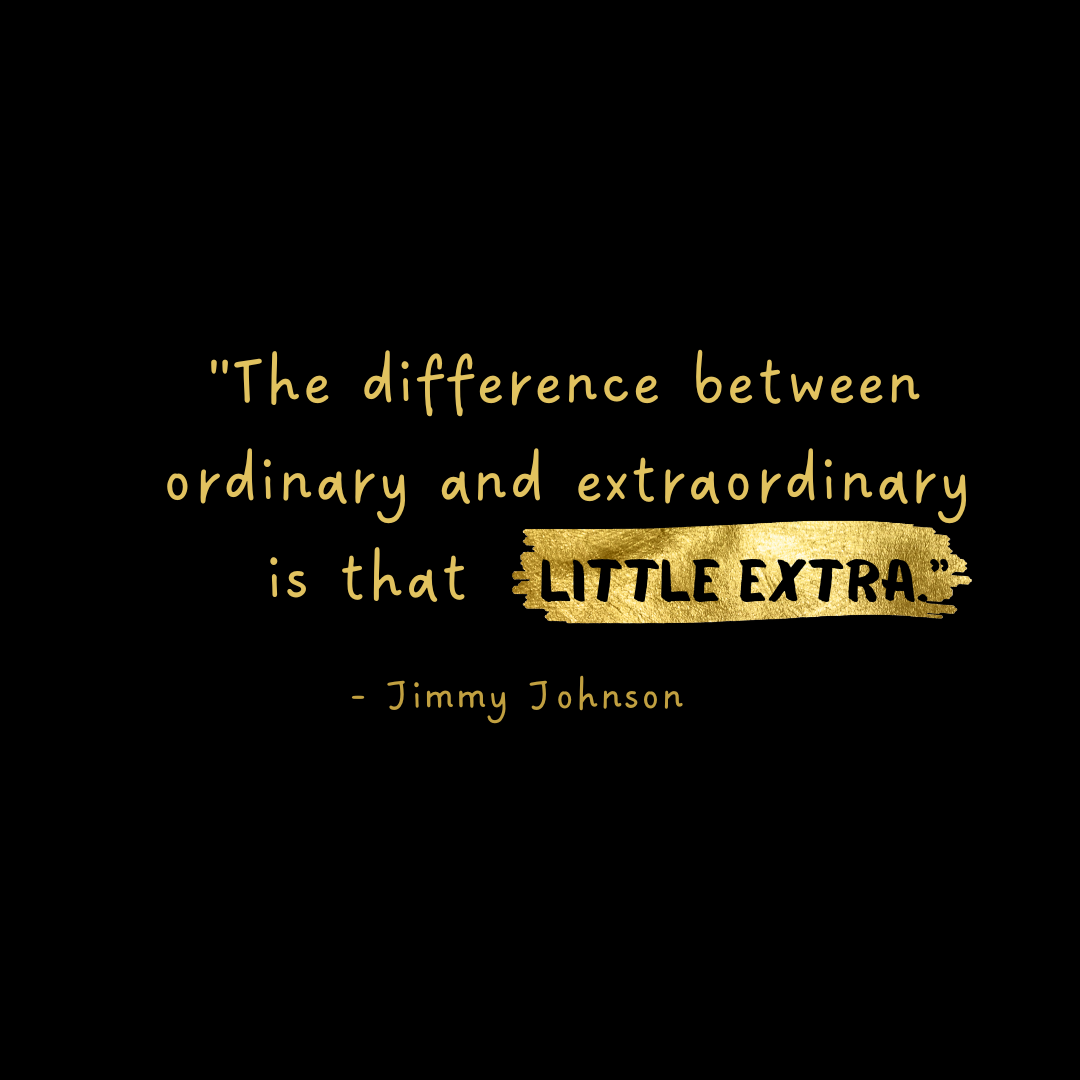 "The difference between
ordinary and extraordinary
is that LITTLE EXTRA.”
- Jimmy Johnson